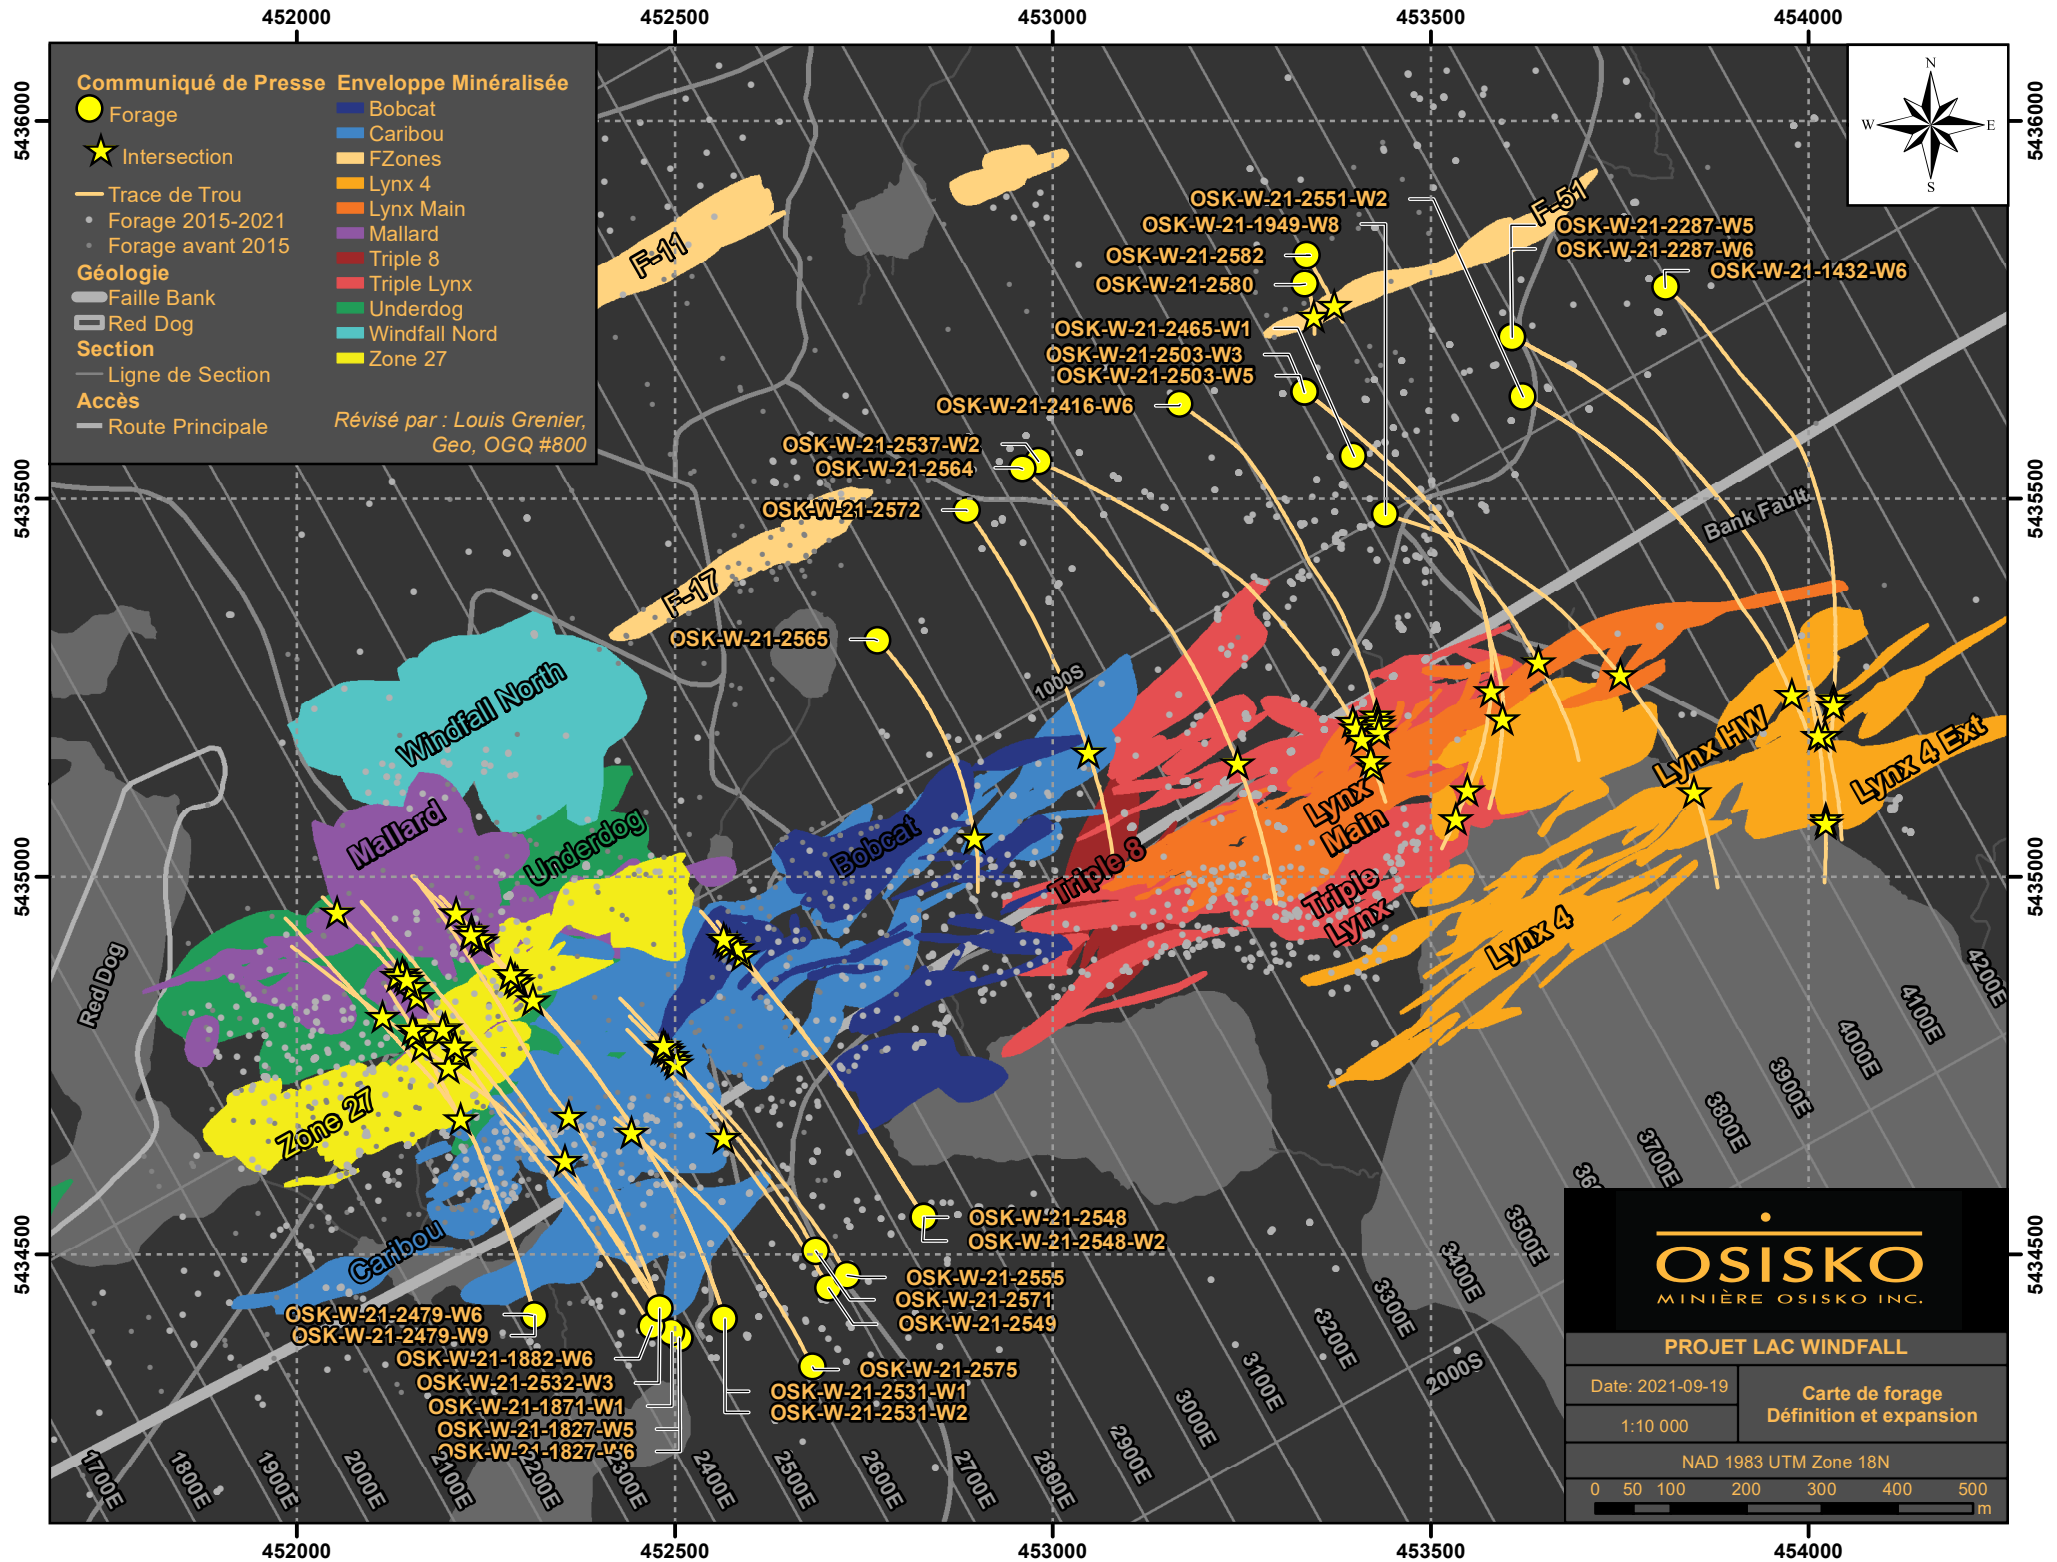 452000 452500 453000 453500 454000
5436000
5435500
5435000
5434500
Communiqué de Presse
Forage
Intersection
Trace de Trou
Forage 2015-2021
Forage avant 2015
Géologie
Faille Bank
Red Dog
Section
Ligne de Section
Accès
Route Principale
Enveloppe Minéralisée
Bobcat
Caribou
FZones
Lynx 4
Lynx Main
Mallard
Triple 8
Triple Lynx
Underdog
Windfall Nord
Zone 27
Révisé par : Louis Grenier,
Geo, OGQ #800
N
W E
S
5436000
5435500
5435000
5434500
F-11
F-51
F-17
OSK-W-21-2551-W2
OSK-W-21-1949-W8
OSK-W-21-2582
OSK-W-21-2580
OSK-W-21-2465-W1
OSK-W-21-2503-W3
OSK-W-21-2503-W5
OSK-W-21-2416-W6
OSK-W-21-2287-W5
OSK-W-21-2287-W6
OSK-W-21-1432-W6
OSK-W-21-2537-W2
OSK-W-21-2564
OSK-W-21-2572
OSK-W-21-2565
Bank Fault
1000S
Windfall North
Mallard
Underdog
Bobcat
Triple 8
Lynx
Main
Triple
Lynx
Lynx HW
Lynx 4 Ext
Lynx 4
Red Dog
Zone 27
Caribou
OSK-W-21-2548
OSK-W-21-2548-W2
OSK-W-21-2555
OSK-W-21-2571
OSK-W-21-2549
OSK-W-21-2575
OSK-W-21-2531-W1
OSK-W-21-2531-W2
OSK-W-21-2479-W6
OSK-W-21-2479-W9
OSK-W-21-1882-W6
OSK-W-21-2532-W3
OSK-W-21-1871-W1
OSK-W-21-1827-W5
OSK-W-21-1827-W6
1700E
1800E
1900E
2000E
2100E
2200E
2300E
2400E
2500E
2600E
2700E
2800E
2900E
3000E
3100E
3200E
3300E
3400E
3500E
3700E
3800E
3900E
4000E
4100E
4200E
2000S
OSISKO
MINIÈRE OSISKO INC.
PROJET LAC WINDFALL
Date: 2021-09-19
1:10 000
Carte de forage
Définition et expansion
NAD 1983 UTM Zone 18N
0 50 100 200 300 400 500
m
452000 452500 453000 453500 454000